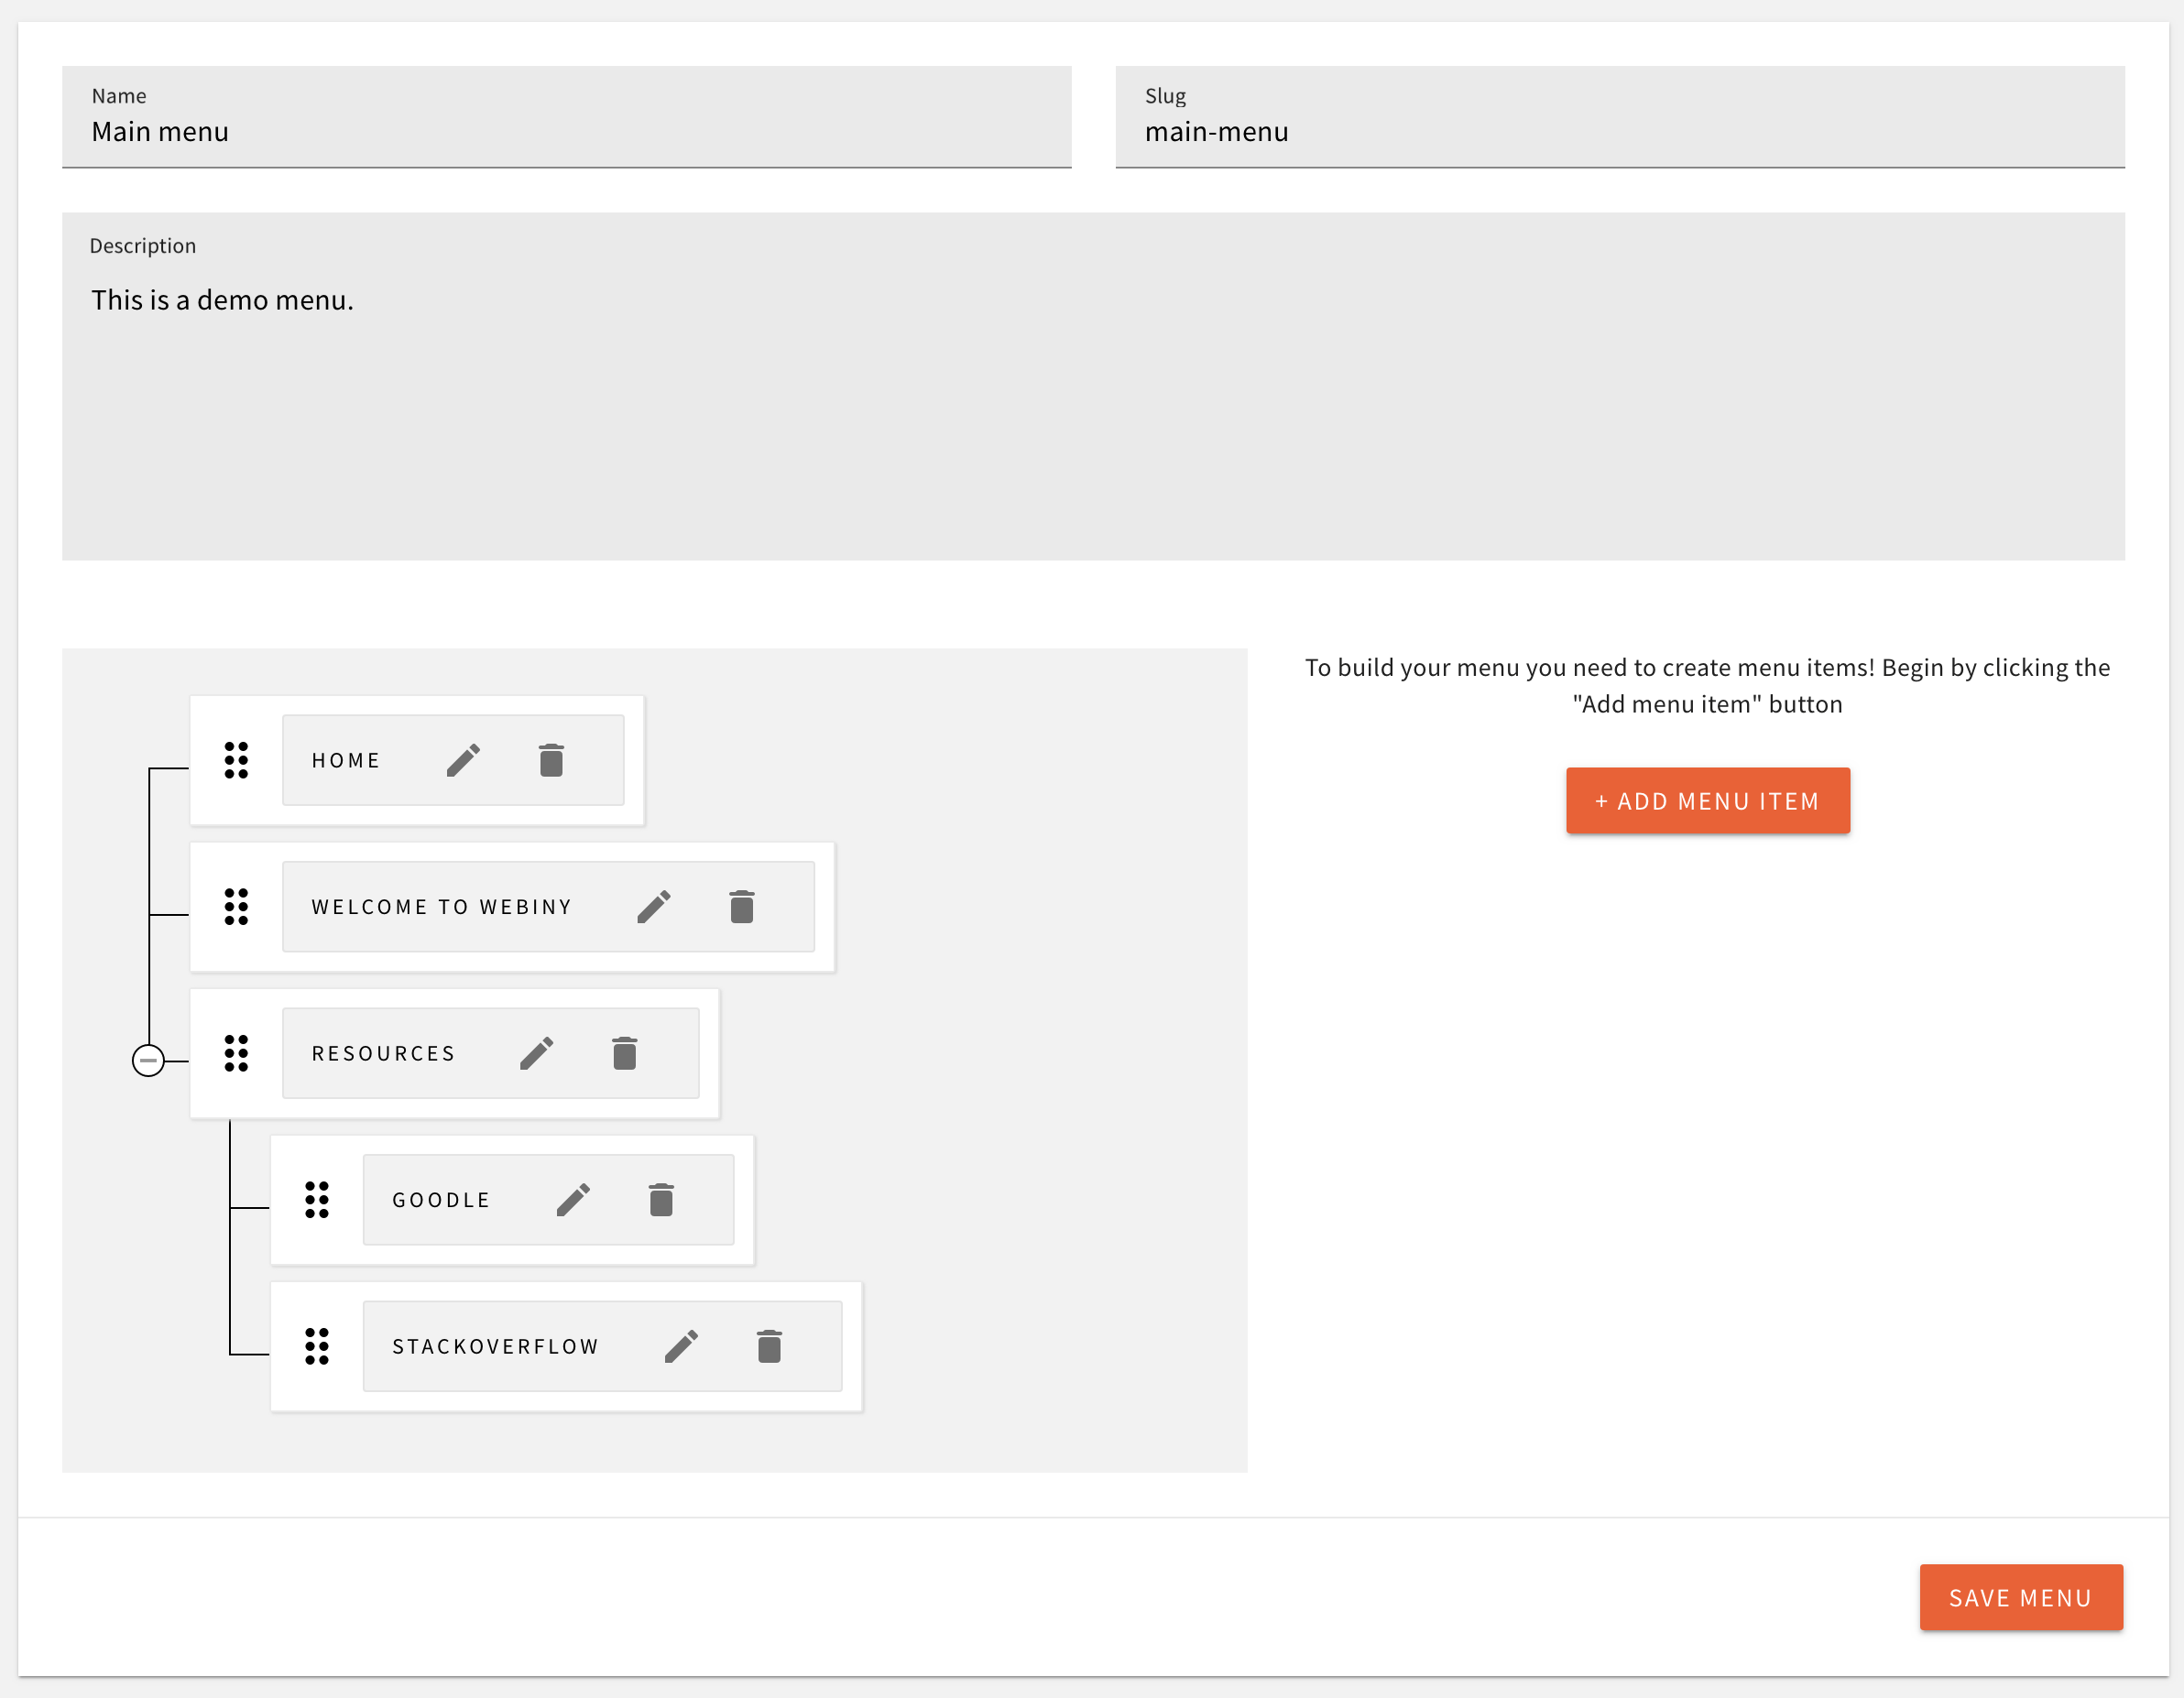 Name
Main menu
Slug
main-menu
Description
This is a demo menu.
HOME
WELCOME TO WEBINY
RESOURCES
GOODLE
STACKOVERFLOW
To build your menu you need to create menu items! Begin by clicking the
"Add menu item" button
+ ADD MENU ITEM
SAVE MENU